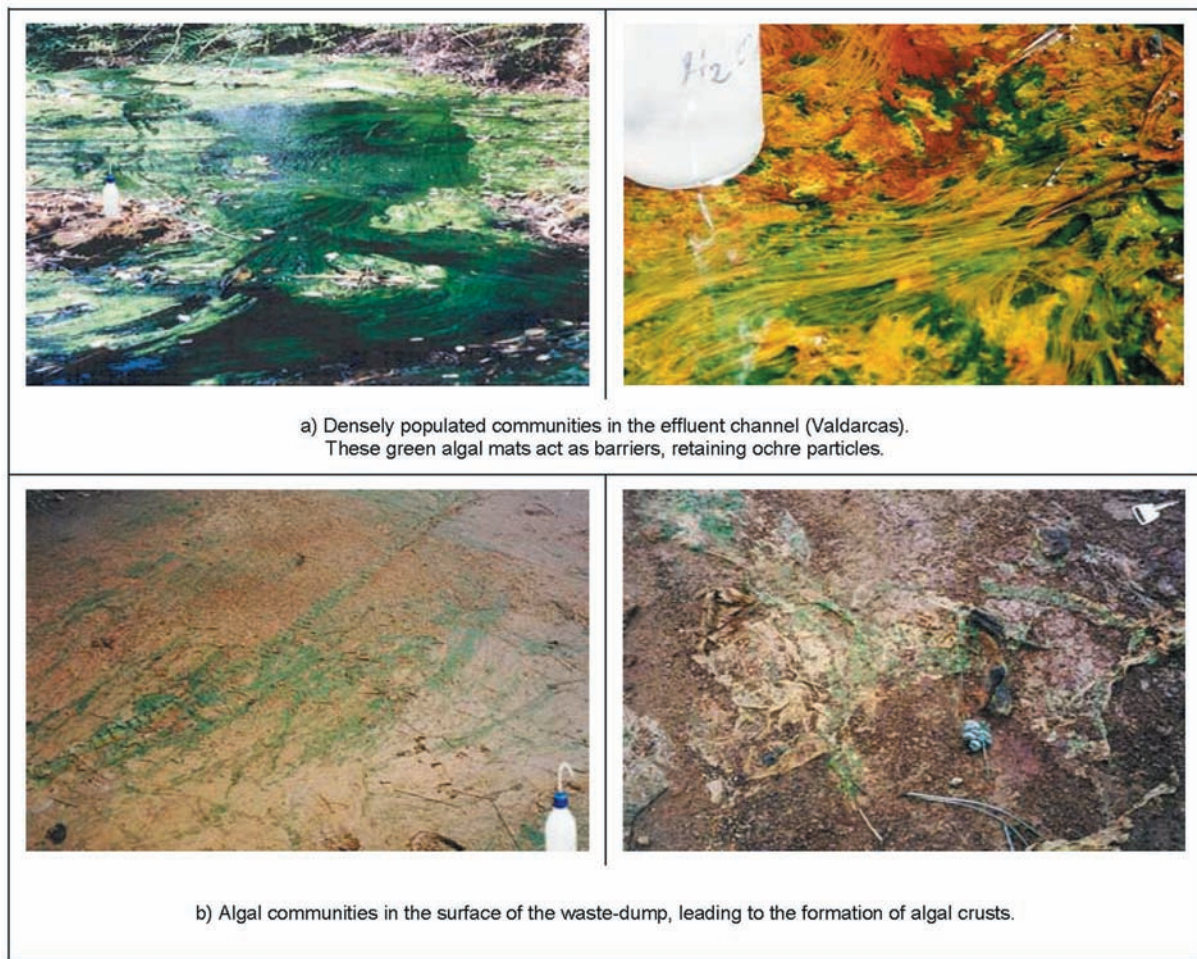 H2O
a) Densely populated communities in the effluent channel (Valdarcas).
These green algal mats act as barriers, retaining ochre particles.
b) Algal communities in the surface of the waste-dump, leading to the formation of algal crusts.